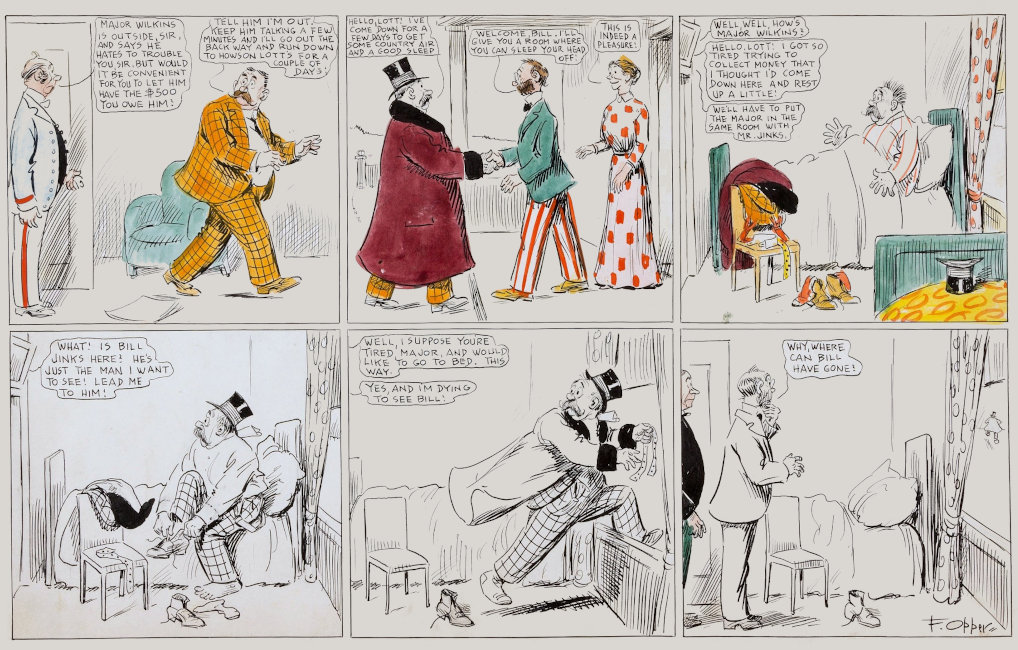 MAJOR WILKINS
IS OUTSIDE, SIR,
AND SAYS HE
HATES TO TROUBLE
YOU SIR, BUT WOULD
IT BE CONVENIENT
FOR YOU TO LET HIM
HAVE THE $500
YOU OWE HIM!
TELL HIM I'M OUT.
KEEP HIM TALKING A FEW
MINUTES AND I'LL GO OUT THE
BACK WAY AND RUN DOWN
TO HOWSON LOTTS FOR A
COUPLE OF
DAYS!
HELLO, LOTT! I'VE
COME DOWN FOR A
FEW DAYS TO GET
SOME COUNTRY AIR
AND A GOOD SLEEP
WELCOME, BILL. I'LL
GIVE YOU A ROOM WHERE
YOU CAN SLEEP YOUR HEAD
OFF!
THIS IS
INDEED A
PLEASURE!
WELL, WELL, HOW'S
MAJOR WILKINS?
HELLO, LOTT! I GOT SO
TIRED TRYING TO
COLLECT MONEY THAT
I THOUGHT I'D COME
DOWN HERE AND REST
UP A LITTLE!
WE'LL HAVE TO PUT
THE MAJOR IN THE
SAME ROOM WITH
MR. JINKS.
WHAT! IS BILL
JINKS HERE! HE'S
JUST THE MAN I WANT
TO SEE! LEAD ME
TO HIM!
WELL, I SUPPOSE YOU'RE
TIRED MAJOR, AND WOULD
LIKE TO GO TO BED. THIS
WAY.
YES, AND I'M DYING
TO SEE BILL!
WHY, WHERE
CAN BILL
HAVE GONE!
F. Opper